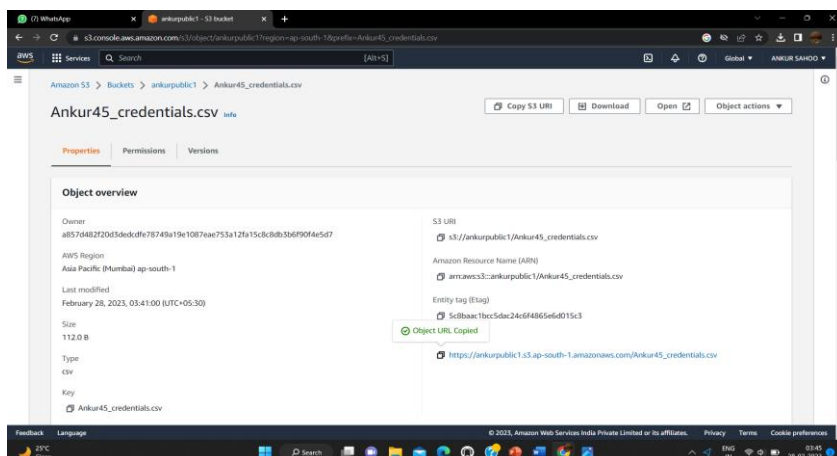 (7) WhatsApp
ankurpublic1 - S3 bucket
s3.console.aws.amazon.com/s3/object/ankurpublic1?region=ap-south-1&prefix=Ankur45_credentials.csv
aws Services Search [Alt+S] Global ANKUR SAHOO
Amazon S3 > Buckets > ankurpublic1 > Ankur45_credentials.csv
Ankur45_credentials.csv Info
Copy S3 URI Download Open Object actions
Properties Permissions Versions
Object overview
Owner
a857d482f20d3dedcdfe78749a19e1087eae753a12fa15c8c8db3b6f90f4e5d7
AWS Region
Asia Pacific (Mumbai) ap-south-1
Last modified
February 28, 2023, 03:41:00 (UTC+05:30)
Size
112.0 B
Type
csv
Key
Ankur45_credentials.csv
S3 URI
s3://ankurpublic1/Ankur45_credentials.csv
Amazon Resource Name (ARN)
arn:aws:s3:::ankurpublic1/Ankur45_credentials.csv
Entity tag (Etag)
5c8baac1bcc5dac24c6f4865e6d015c3
Object URL Copied
https://ankurpublic1.s3.ap-south-1.amazonaws.com/Ankur45_credentials.csv
Feedback Language © 2023, Amazon Web Services India Private Limited or its affiliates. Privacy Terms Cookie preferences
25°C Search ENG 03:45